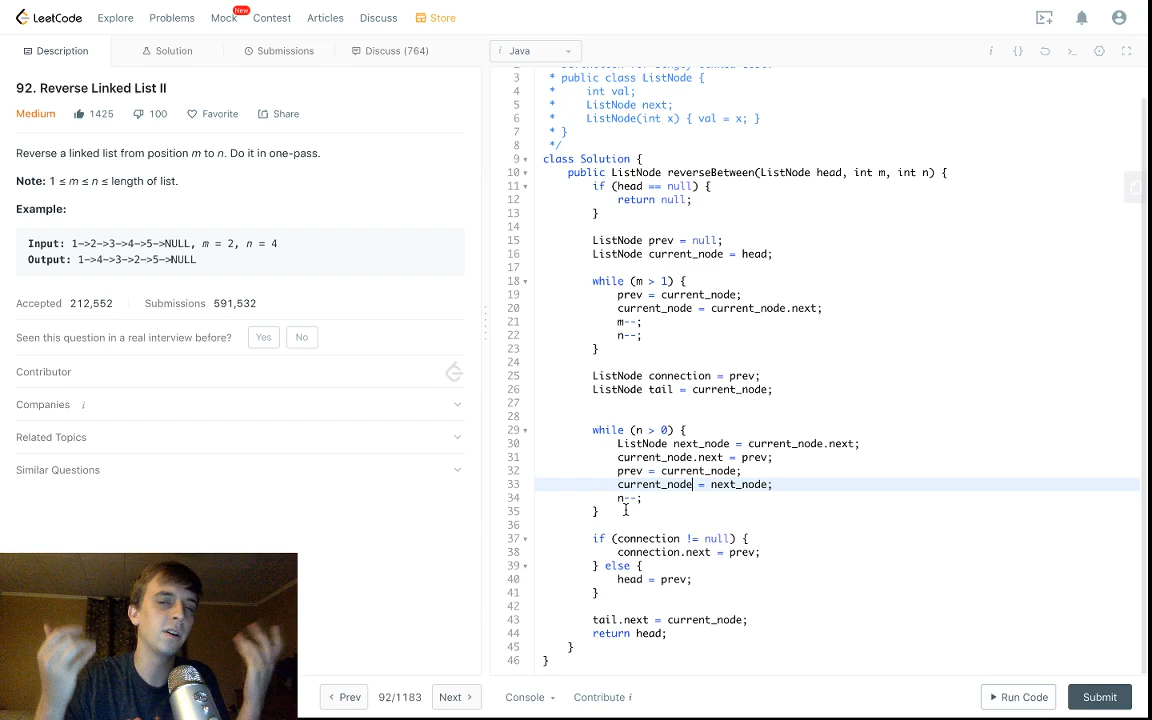 LeetCode Explore Problems Mock New Contest Articles Discuss Store
Description Solution Submissions Discuss (764)
92. Reverse Linked List II
Medium 1425 100 Favorite Share
Reverse a linked list from position m to n. Do it in one-pass.
Note: 1 ≤ m ≤ n ≤ length of list.
Example:
Input: 1->2->3->4->5->NULL, m = 2, n = 4
Output: 1->4->3->2->5->NULL
Accepted 212,552 Submissions 591,532
Seen this question in a real interview before? Yes No
Contributor
Companies i
Related Topics
Similar Questions
i Java
i {}
3 * public class ListNode {
4 * int val;
5 * ListNode next;
6 * ListNode(int x) { val = x; }
7 * }
8 */
9 class Solution {
10 public ListNode reverseBetween(ListNode head, int m, int n) {
11 if (head == null) {
12 return null;
13 }
14
15 ListNode prev = null;
16 ListNode current_node = head;
17
18 while (m > 1) {
19 prev = current_node;
20 current_node = current_node.next;
21 m--;
22 n--;
23 }
24
25 ListNode connection = prev;
26 ListNode tail = current_node;
27
28
29 while (n > 0) {
30 ListNode next_node = current_node.next;
31 current_node.next = prev;
32 prev = current_node;
33 current_node = next_node;
34 n--;
35 }
36
37 if (connection != null) {
38 connection.next = prev;
39 } else {
40 head = prev;
41 }
42
43 tail.next = current_node;
44 return head;
45 }
46 }
Prev 92/1183 Next Console Contribute i Run Code Submit